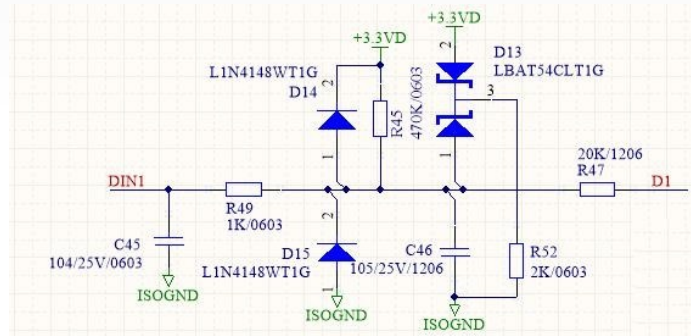 +3.3VD
+3.3VD
2
D13
LBAT54CLT1G
L1N4148WT1G
2
D14
R45
470K/0603
3
1
1
20K/1206
R47
DIN1
D1
R49
1K/0603
2
C45
104/25V/0603
D15
L1N4148WT1G
C46
105/25V/1206
R52
2K/0603
1
ISOGND
ISOGND
ISOGND